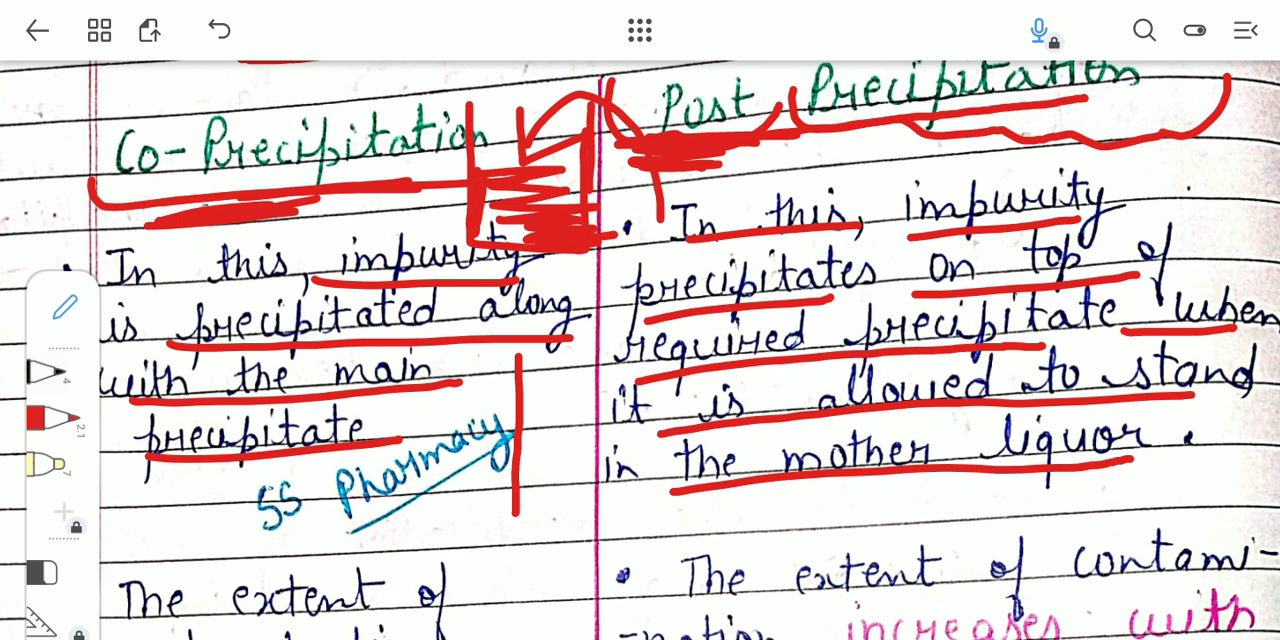 Co-Precipitation
In this, impurity
is precipitated along
with the main
precipitate
SS Pharmacy
The extent of
Post Precipitation
• In this, impurity
precipitates on top of
required precipitate when
it is allowed to stand
in the mother liquor.
• The extent of contami-
-nation increases with